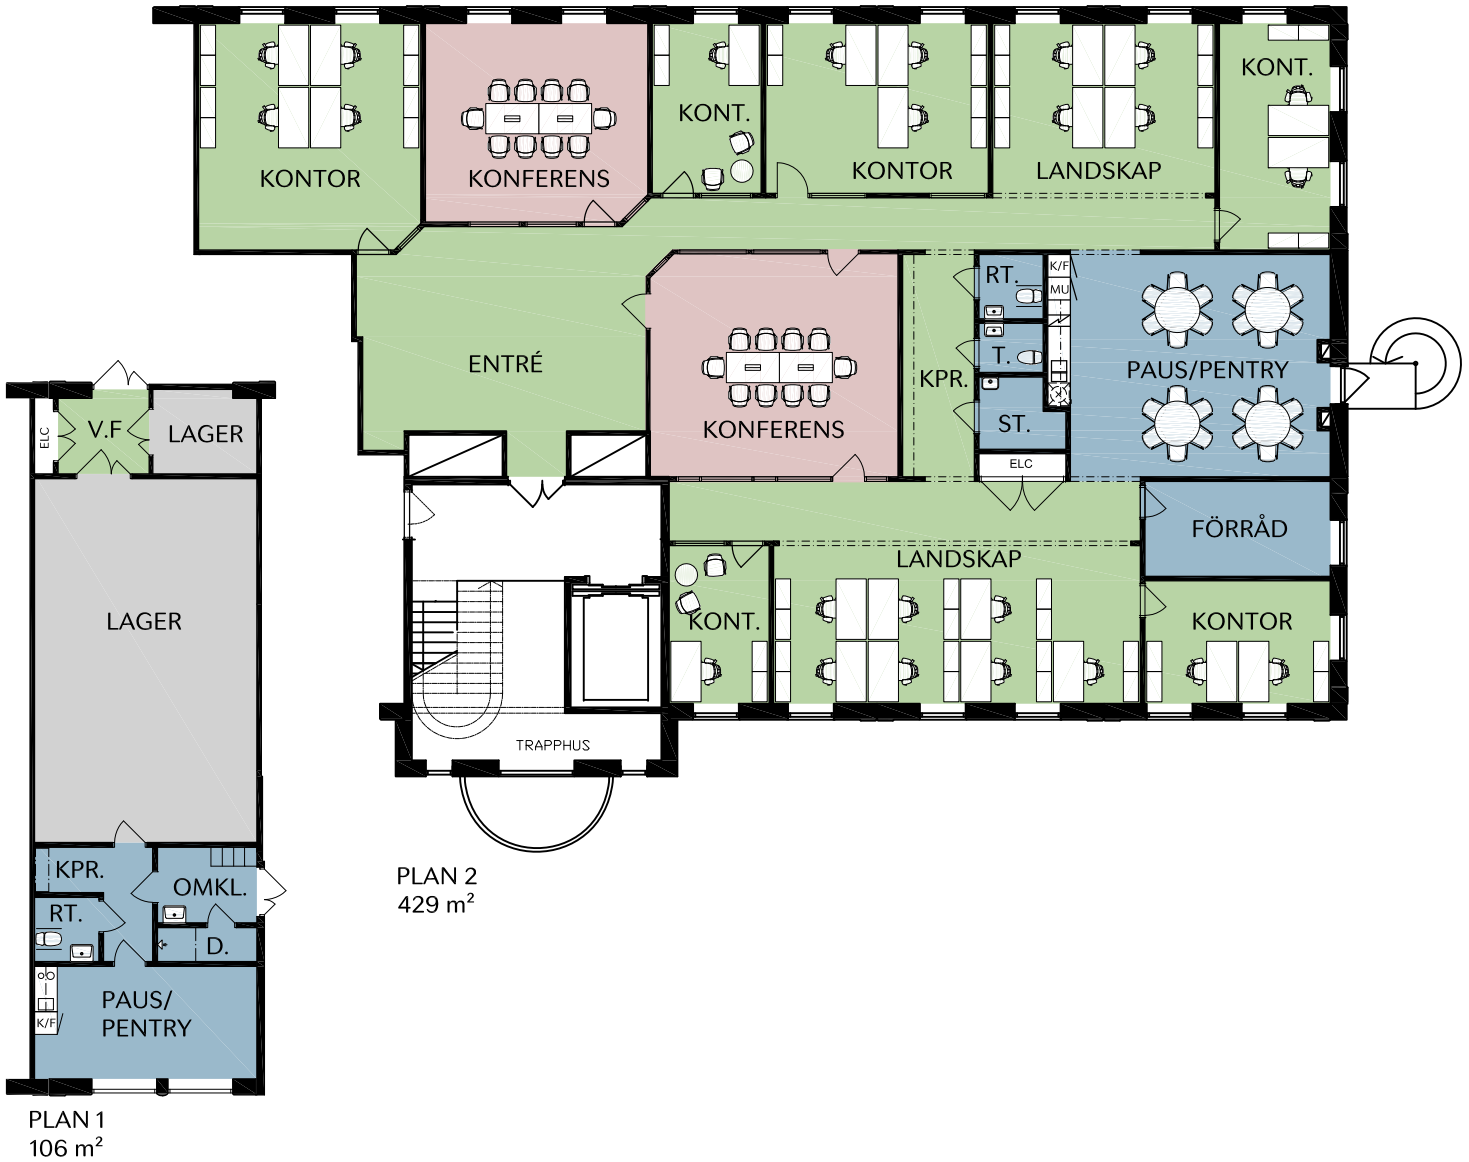 KONTOR
KONFERENS
KONT.
KONTOR
LANDSKAP
KONT.
ENTRÉ
KONFERENS
KPR.
RT.
T.
ST.
ELC
K/F
MU
PAUS/PENTRY
FÖRRÅD
LANDSKAP
KONT.
KONTOR
TRAPPHUS
PLAN 2
429 m²
ELC
V.F
LAGER
LAGER
KPR.
OMKL.
RT.
D.
K/F
PAUS/
PENTRY
PLAN 1
106 m²